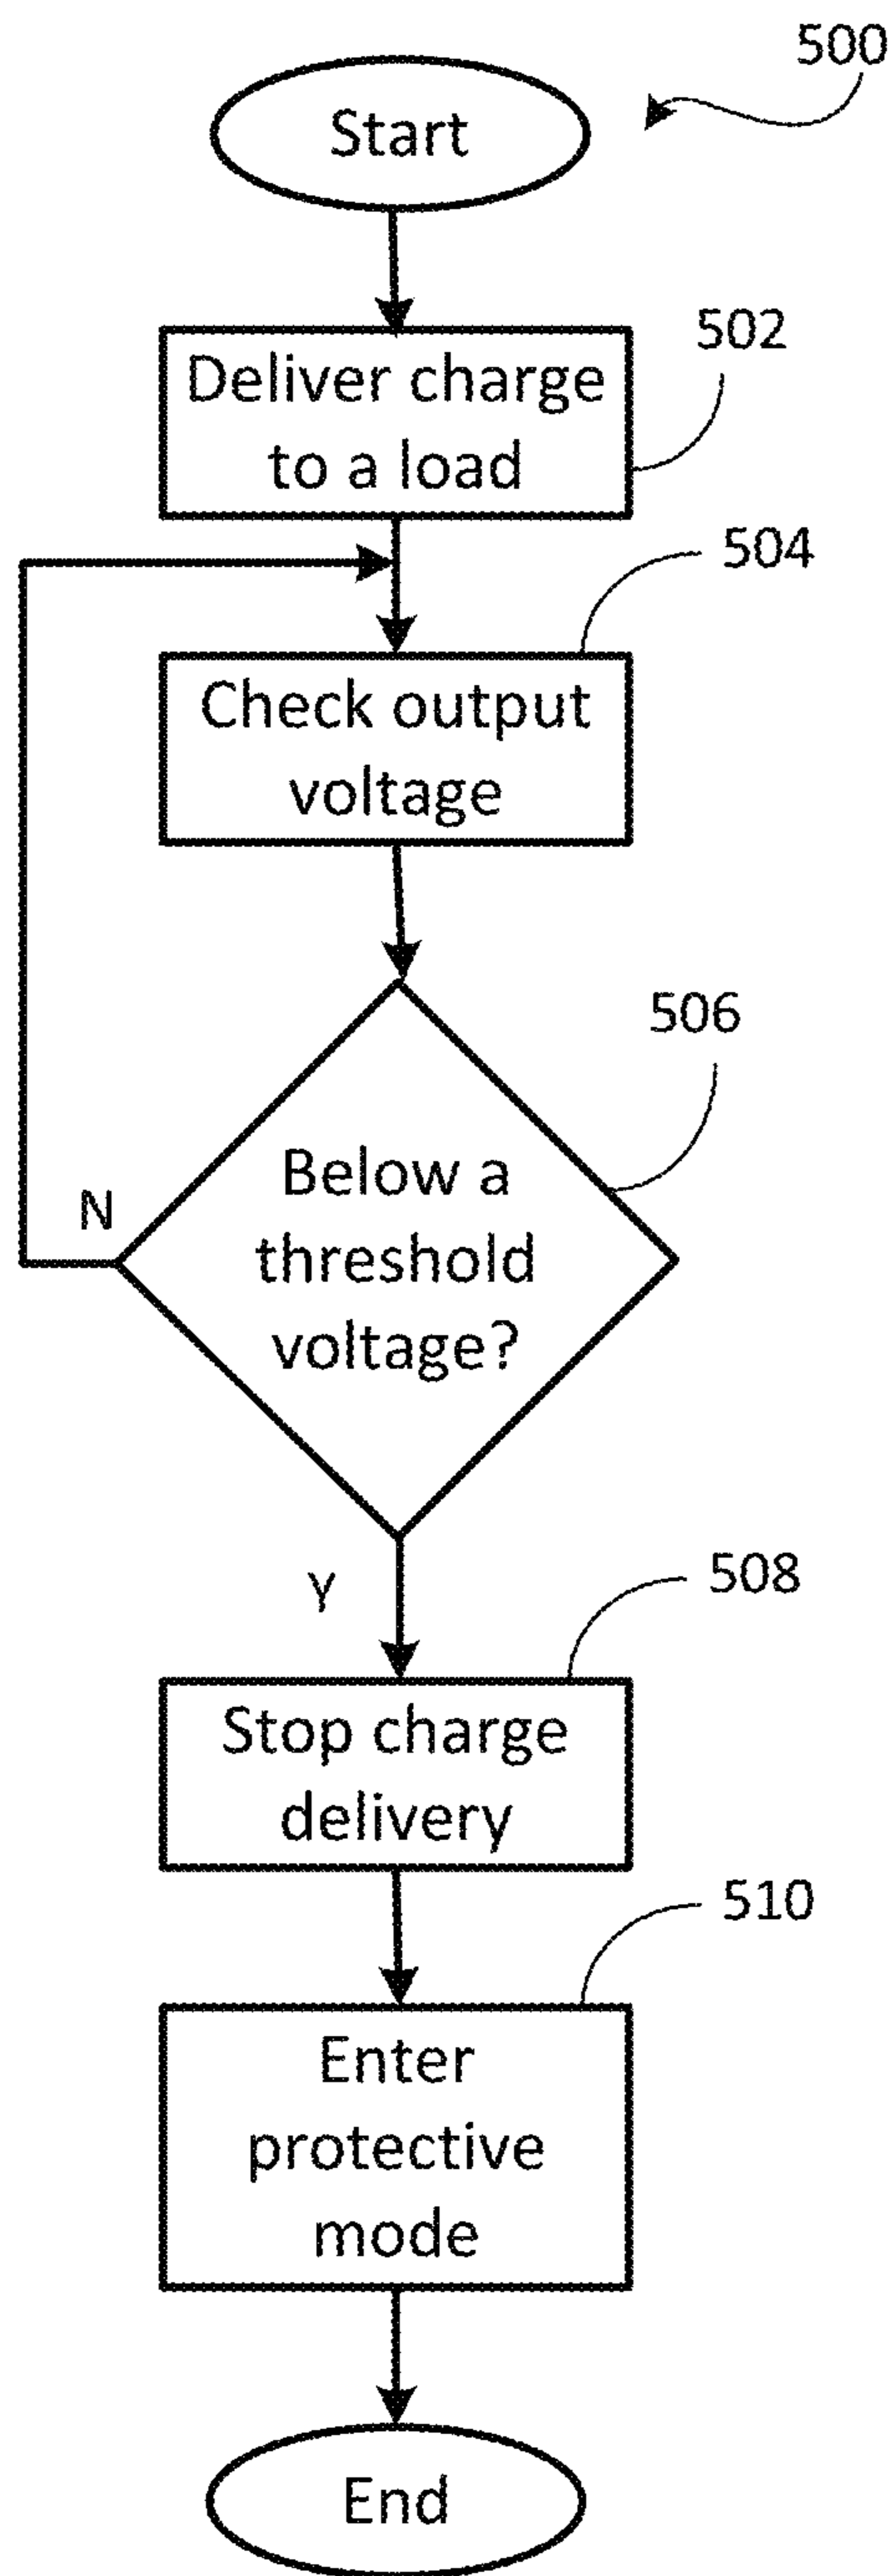 500
Start
502
Deliver charge
to a load
504
Check output
voltage
506
Below a
threshold
voltage?
N
Y
508
Stop charge
delivery
510
Enter
protective
mode
End